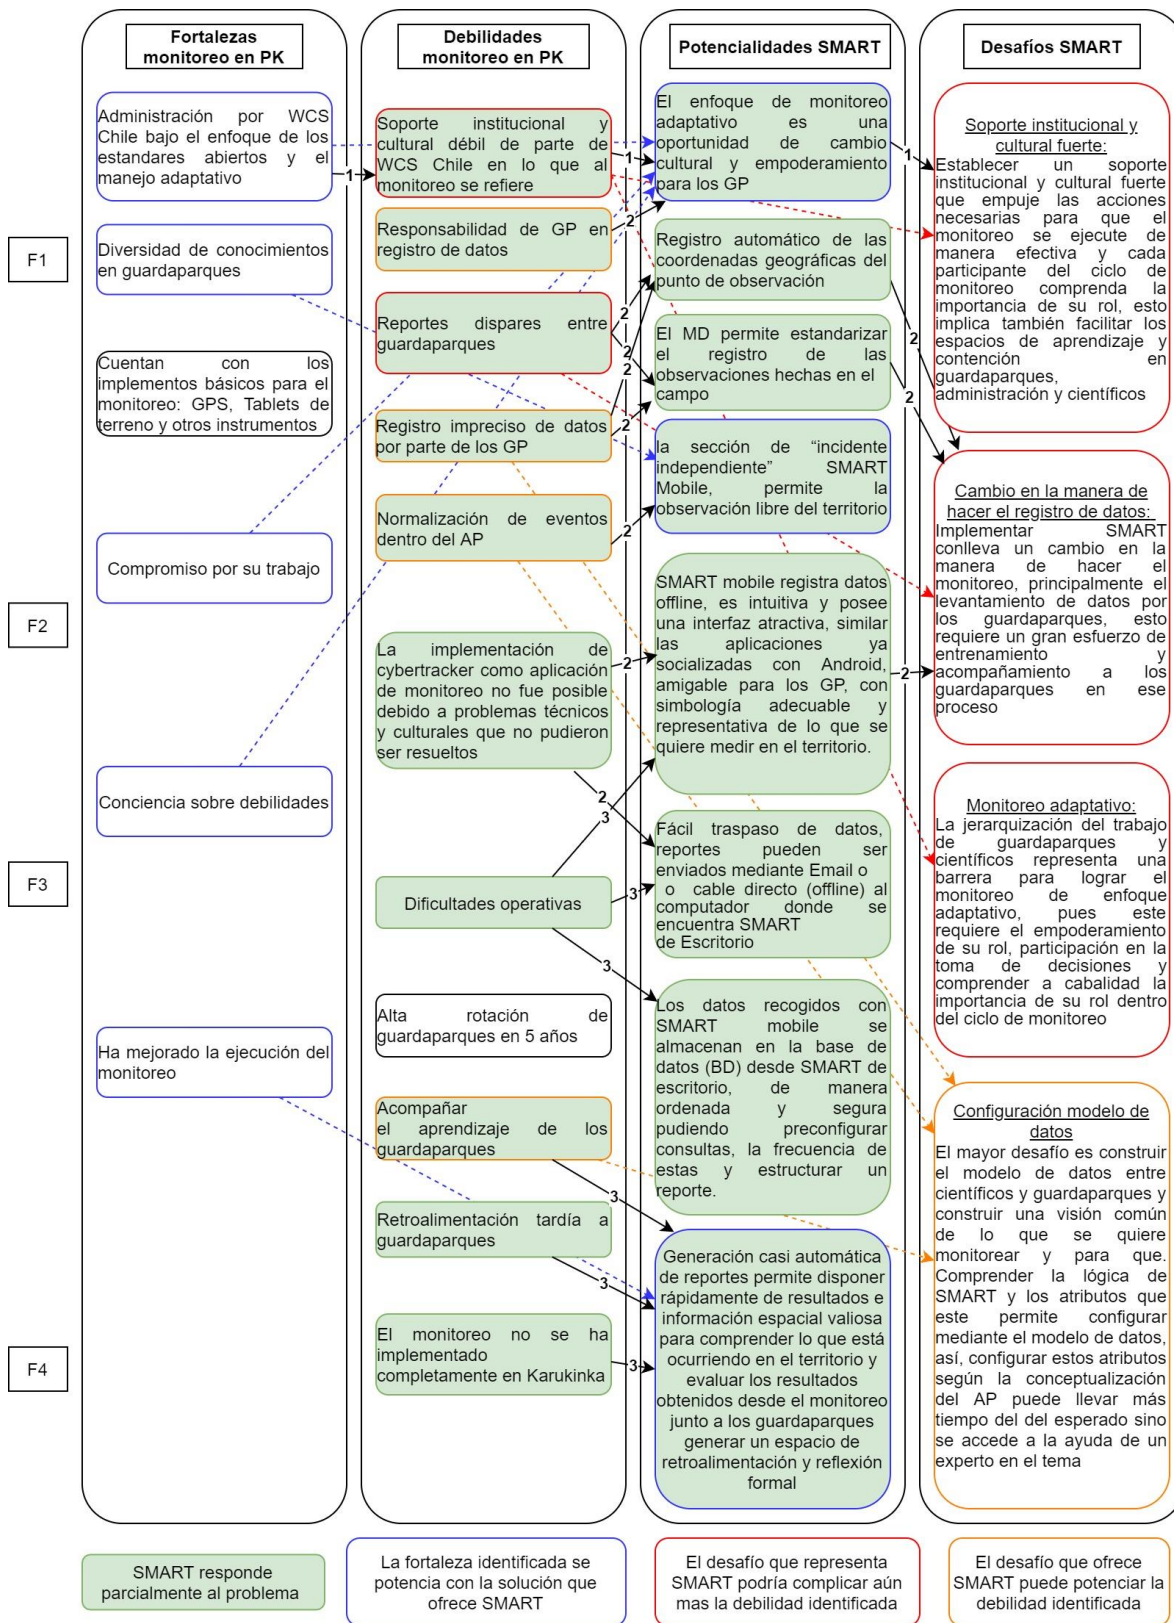 Fortalezas
monitoreo en PK
Administración por WCS
Chile bajo el enfoque de los
estandares abiertos y el
manejo adaptativo
Diversidad de conocimientos
en guardaparques
Cuentan con los
implementos básicos para el
monitoreo: GPS, Tablets de
terreno y otros instrumentos
Compromiso por su trabajo
Conciencia sobre debilidades
Ha mejorado la ejecución del
monitoreo
F1
F2
F3
F4
Debilidades
monitoreo en PK
Soporte institucional y
cultural débil de parte de
WCS Chile en lo que al
monitoreo se refiere
Responsabilidad de GP en
registro de datos
Reportes dispares entre
guardaparques
Registro impreciso de datos
por parte de los GP
Normalización de eventos
dentro del AP
La implementación de
cybertracker como aplicación
de monitoreo no fue posible
debido a problemas técnicos
y culturales que no pudieron
ser resueltos
Dificultades operativas
Alta rotación de
guardaparques en 5 años
Acompañar
el aprendizaje de los
guardaparques
Retroalimentación tardía a
guardaparques
El monitoreo no se ha
implementado
completamente en Karukinka
Potencialidades SMART
El enfoque de monitoreo
adaptativo es una
oportunidad de cambio
cultural y empoderamiento
para los GP
Registro automático de las
coordenadas geográficas del
punto de observación
El MD permite estandarizar
el registro de las
observaciones hechas en el
campo
la sección de “incidente
independiente” SMART
Mobile, permite la
observación libre del territorio
SMART mobile registra datos
offline, es intuitiva y posee
una interfaz atractiva, similar
las aplicaciones ya
socializadas con Android,
amigable para los GP, con
simbología adecuable y
representativa de lo que se
quiere medir en el territorio.
Fácil traspaso de datos,
reportes pueden ser
enviados mediante Email o
o cable directo (offline) al
computador donde se
encuentra SMART
de Escritorio
Los datos recogidos con
SMART mobile se
almacenan en la base de
datos (BD) desde SMART de
escritorio, de manera
ordenada y segura
pudiendo preconfigurar
consultas, la frecuencia de
estas y estructurar un
reporte.
Generación casi automática
de reportes permite disponer
rápidamente de resultados e
información espacial valiosa
para comprender lo que está
ocurriendo en el territorio y
evaluar los resultados
obtenidos desde el monitoreo
junto a los guardaparques
generar un espacio de
retroalimentación y reflexión
formal
Desafíos SMART
Soporte institucional y
cultural fuerte:
Establecer un soporte
institucional y cultural fuerte
que empuje las acciones
necesarias para que el
monitoreo se ejecute de
manera efectiva y cada
participante del ciclo de
monitoreo comprenda la
importancia de su rol, esto
implica también facilitar los
espacios de aprendizaje y
contención en
guardaparques,
administración y científicos
Cambio en la manera de
hacer el registro de datos:
Implementar SMART
conlleva un cambio en la
manera de hacer el
monitoreo, principalmente el
levantamiento de datos por
los guardaparques, esto
requiere un gran esfuerzo de
entrenamiento y
acompañamiento a los
guardaparques en ese
proceso
Monitoreo adaptativo:
La jerarquización del trabajo
de guardaparques y
científicos representa una
barrera para lograr el
monitoreo de enfoque
adaptativo, pues este
requiere el empoderamiento
de su rol, participación en la
toma de decisiones y
comprender a cabalidad la
importancia de su rol dentro
del ciclo de monitoreo
Configuración modelo de
datos
El mayor desafío es construir
el modelo de datos entre
científicos y guardaparques y
construir una visión común
de lo que se quiere
monitorear y para que.
Comprender la lógica de
SMART y los atributos que
este permite configurar
mediante el modelo de datos,
así, configurar estos atributos
según la conceptualización
del AP puede llevar más
tiempo del del esperado sino
se accede a la ayuda de un
experto en el tema
1
1
1
2
2
2
2
2
2
2
2
2
2
2
3
3
3
3
3
3
SMART responde
parcialmente al problema
La fortaleza identificada se
potencia con la solución que
ofrece SMART
El desafío que representa
SMART podría complicar aún
mas la debilidad identificada
El desafío que ofrece
SMART puede potenciar la
debilidad identificada